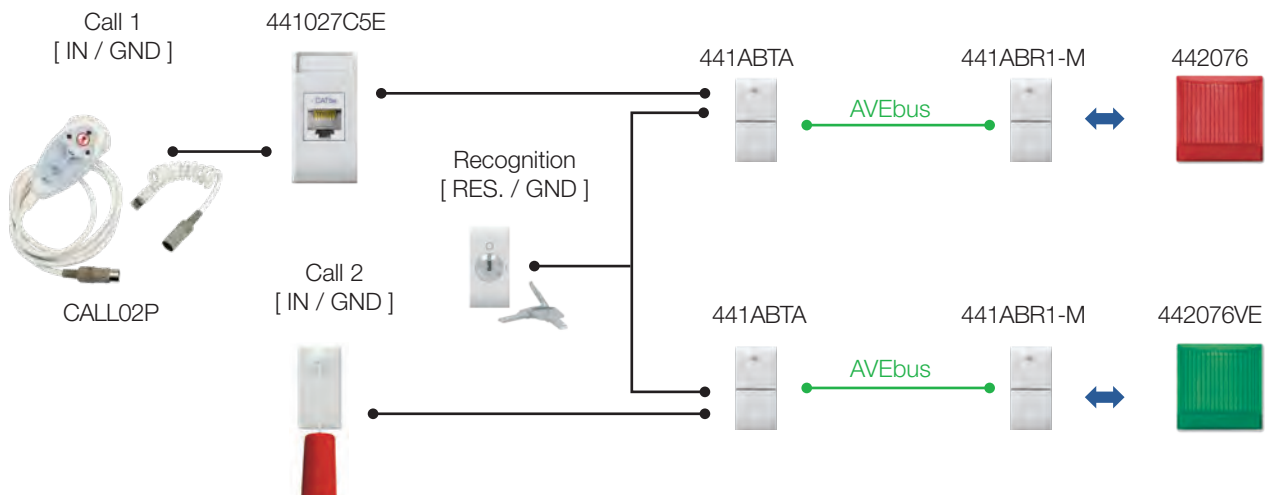 Call 1
[ IN / GND ]
441027C5E
CAT5e
CALL02P
Recognition
[ RES. / GND ]
Call 2
[ IN / GND ]
441ABTA
AVEbus
441ABR1-M
442076
441ABTA
AVEbus
441ABR1-M
442076VE